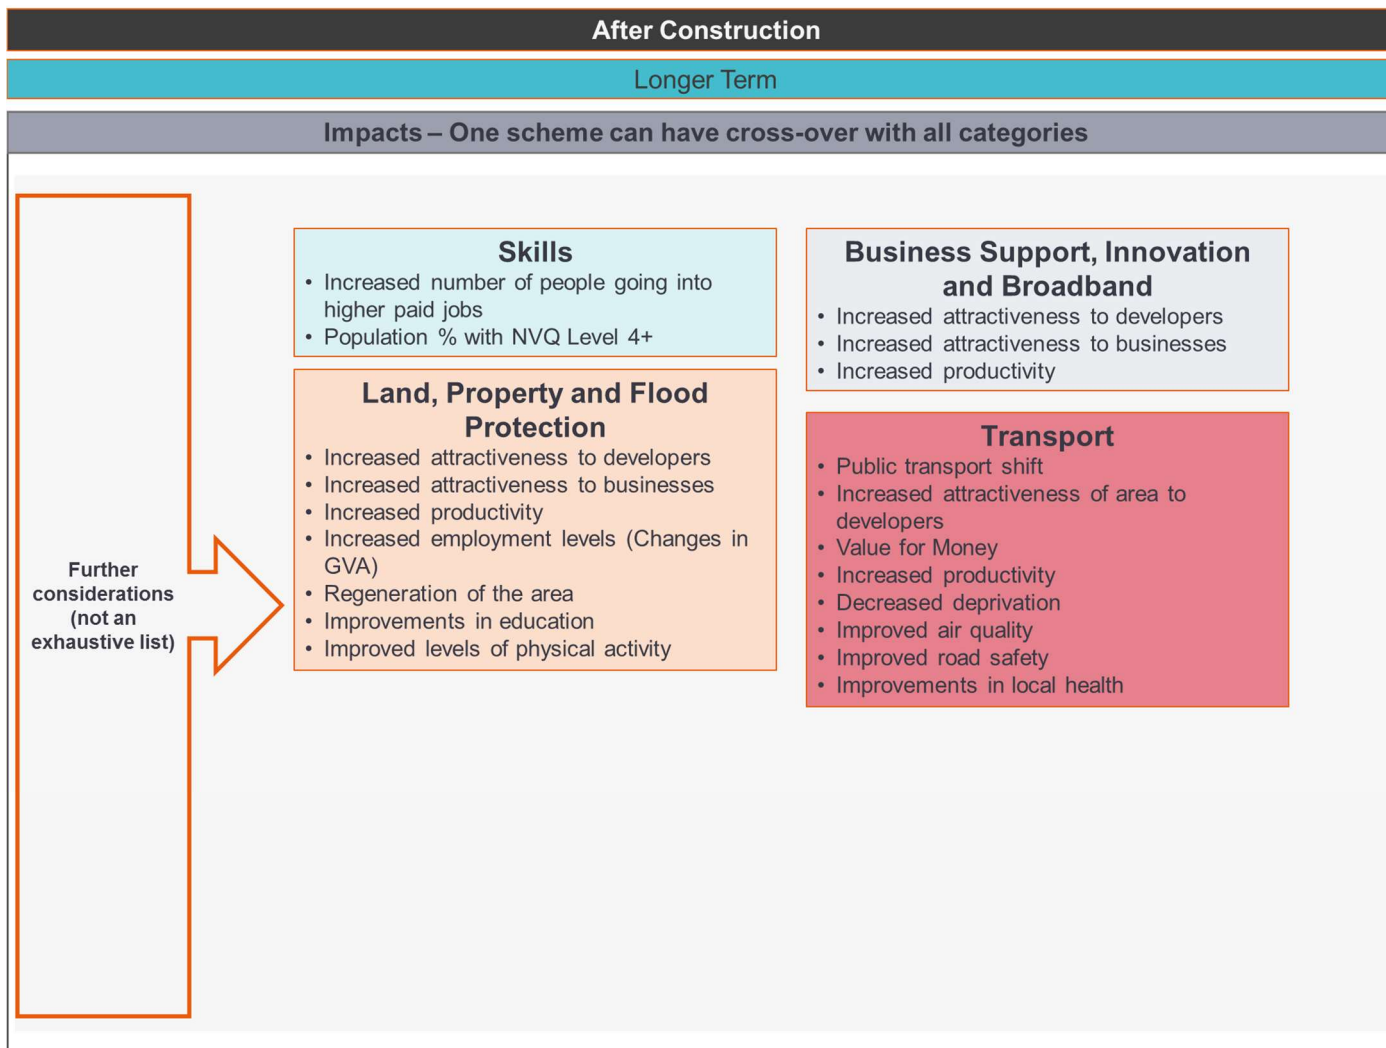 After Construction
Longer Term
Impacts – One scheme can have cross-over with all categories
Further
considerations
(not an
exhaustive list)
Skills
• Increased number of people going into
higher paid jobs
• Population % with NVQ Level 4+
Land, Property and Flood
Protection
• Increased attractiveness to developers
• Increased attractiveness to businesses
• Increased productivity
• Increased employment levels (Changes in
GVA)
• Regeneration of the area
• Improvements in education
• Improved levels of physical activity
Business Support, Innovation
and Broadband
• Increased attractiveness to developers
• Increased attractiveness to businesses
• Increased productivity
Transport
• Public transport shift
• Increased attractiveness of area to
developers
• Value for Money
• Increased productivity
• Decreased deprivation
• Improved air quality
• Improved road safety
• Improvements in local health